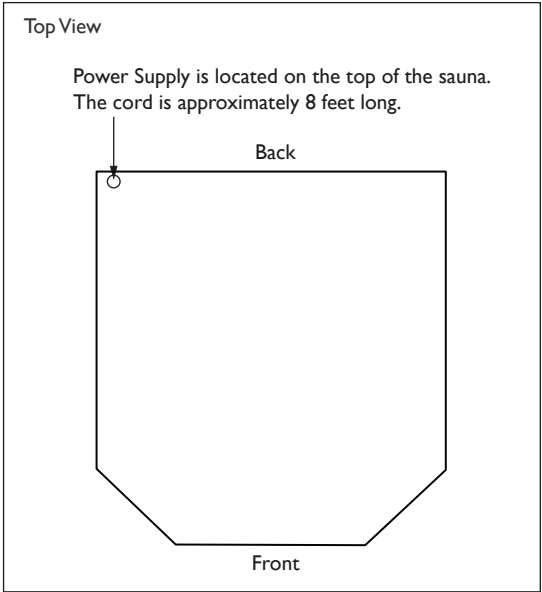 Top View
Power Supply is located on the top of the sauna.
The cord is approximately 8 feet long.
Back
Front